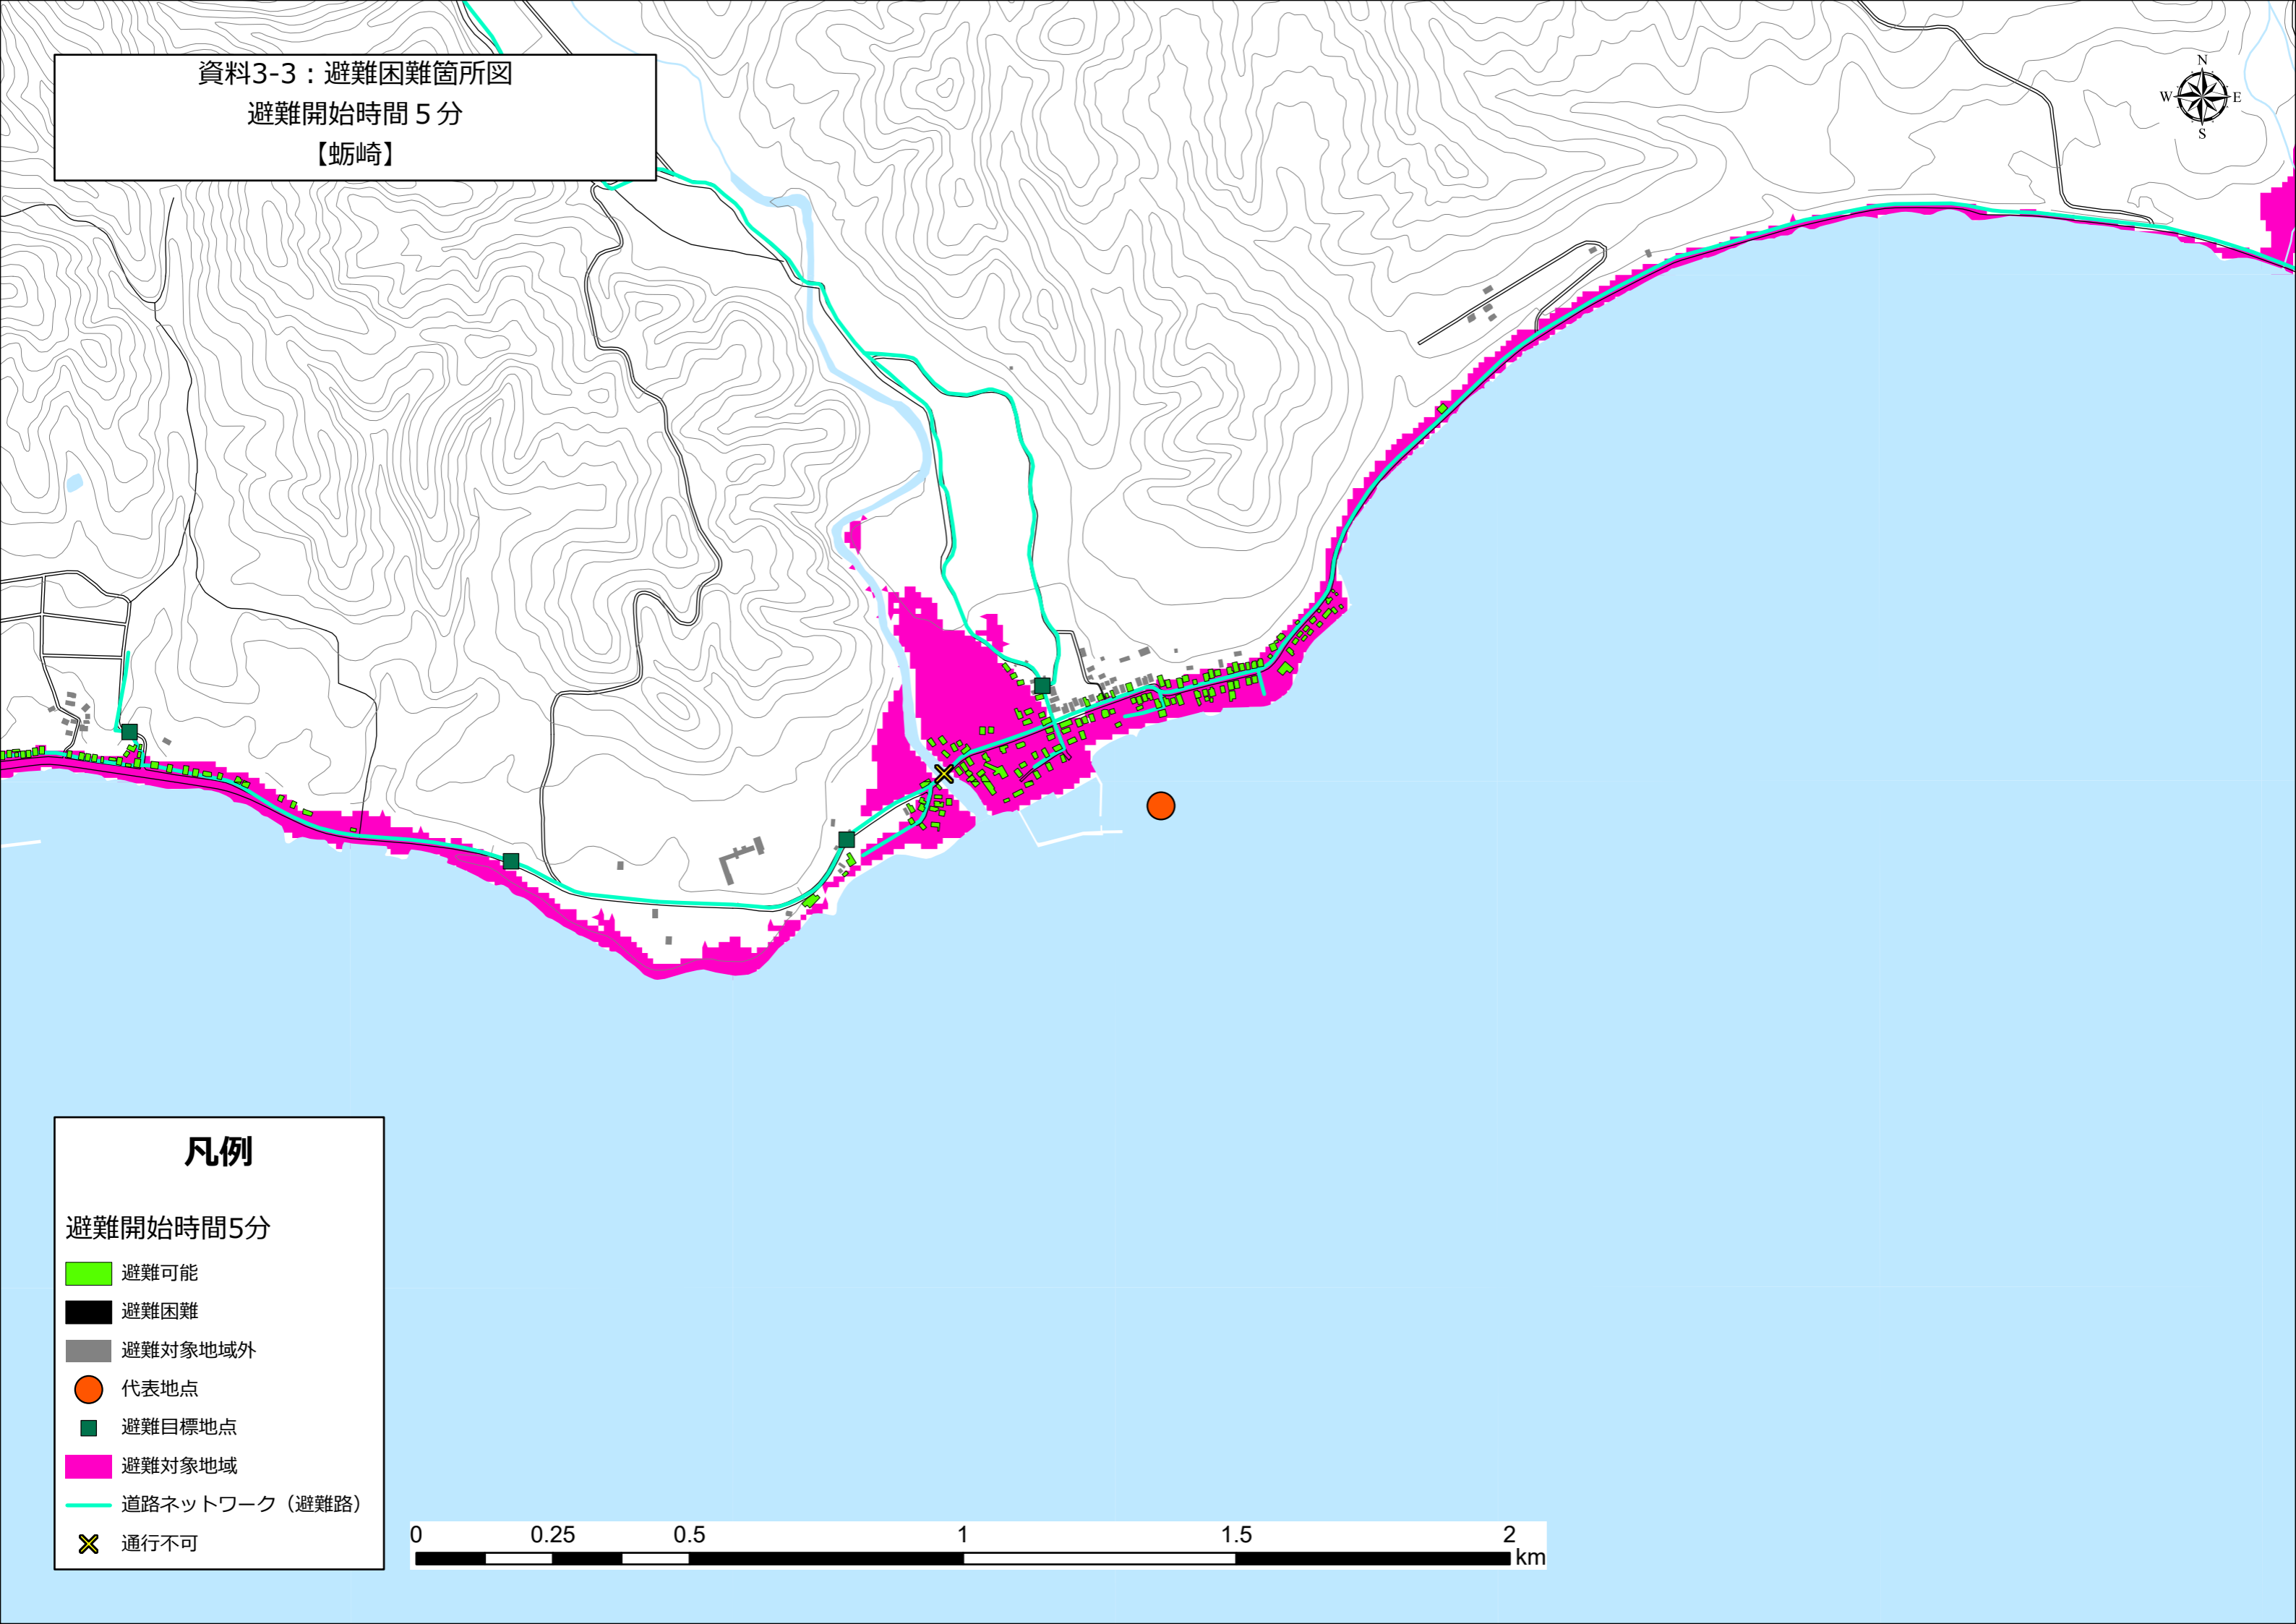 資料3-3：避難困難箇所図
避難開始時間５分
【蛎崎】
N
W
E
S
凡例
避難開始時間5分
避難可能
避難困難
避難対象地域外
代表地点
避難目標地点
避難対象地域
道路ネットワーク（避難路）
通行不可
0 0.25 0.5 1 1.5 2
km